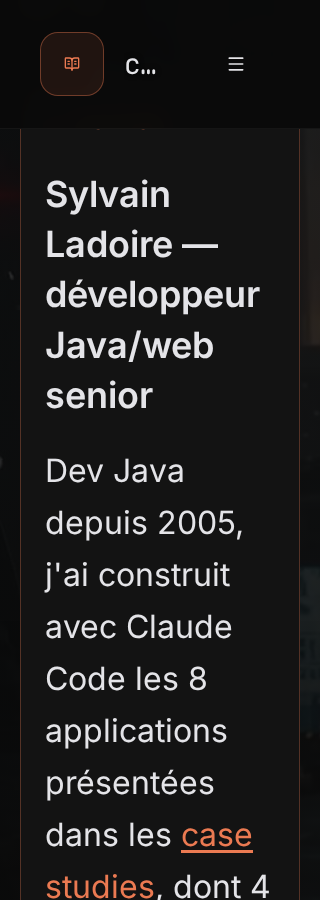 C...
Sylvain
Ladoire —
développeur
Java/web
senior
Dev Java
depuis 2005,
j'ai construit
avec Claude
Code les 8
applications
présentées
dans les case
studies, dont 4